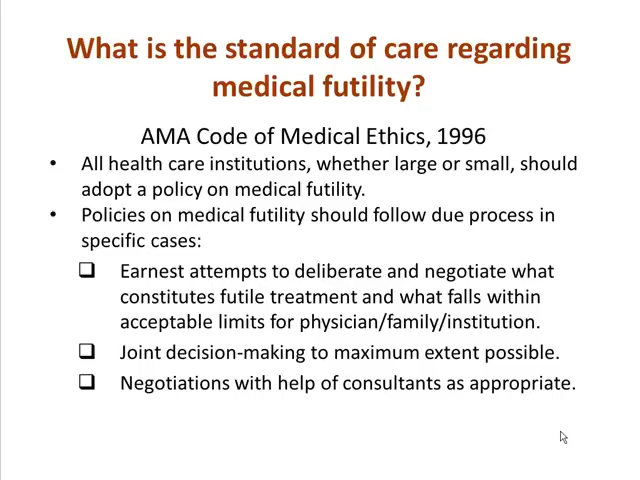 What is the standard of care regarding
medical futility?
AMA Code of Medical Ethics, 1996
• All health care institutions, whether large or small, should
adopt a policy on medical futility.
• Policies on medical futility should follow due process in
specific cases:
❑ Earnest attempts to deliberate and negotiate what
constitutes futile treatment and what falls within
acceptable limits for physician/family/institution.
❑ Joint decision-making to maximum extent possible.
❑ Negotiations with help of consultants as appropriate.